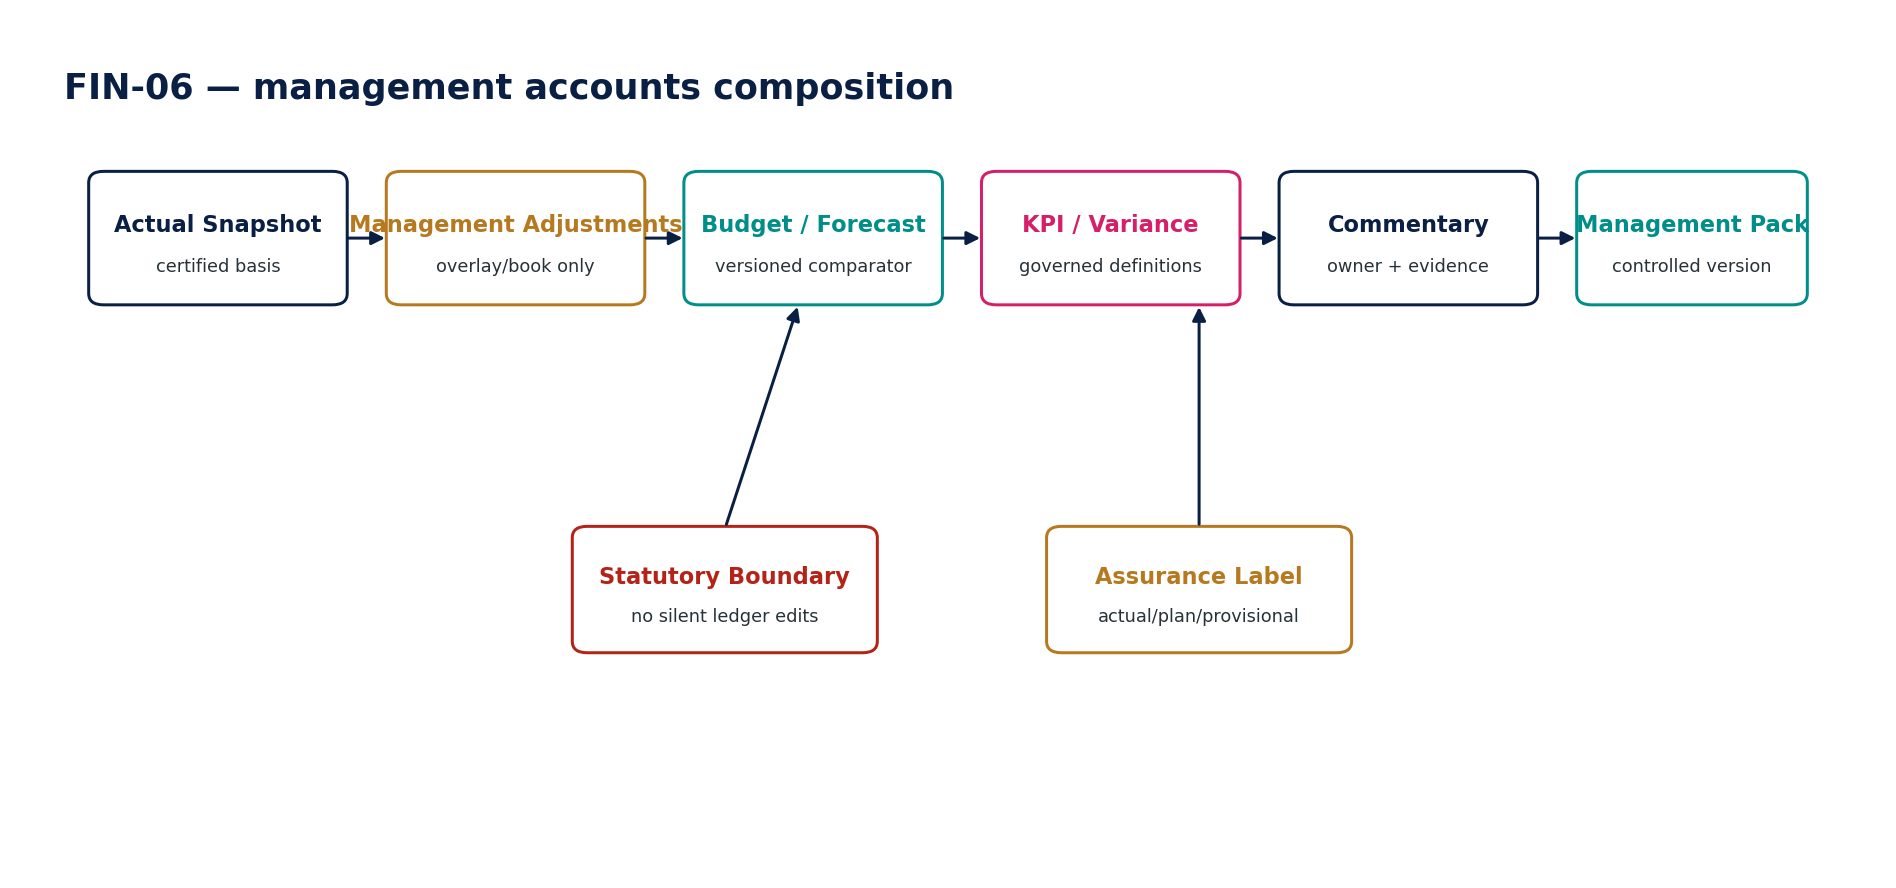 FIN-06 — management accounts composition
Actual Snapshot
certified basis
Management Adjustments
overlay/book only
Budget / Forecast
versioned comparator
KPI / Variance
governed definitions
Commentary
owner + evidence
Management Pack
controlled version
Statutory Boundary
no silent ledger edits
Assurance Label
actual/plan/provisional